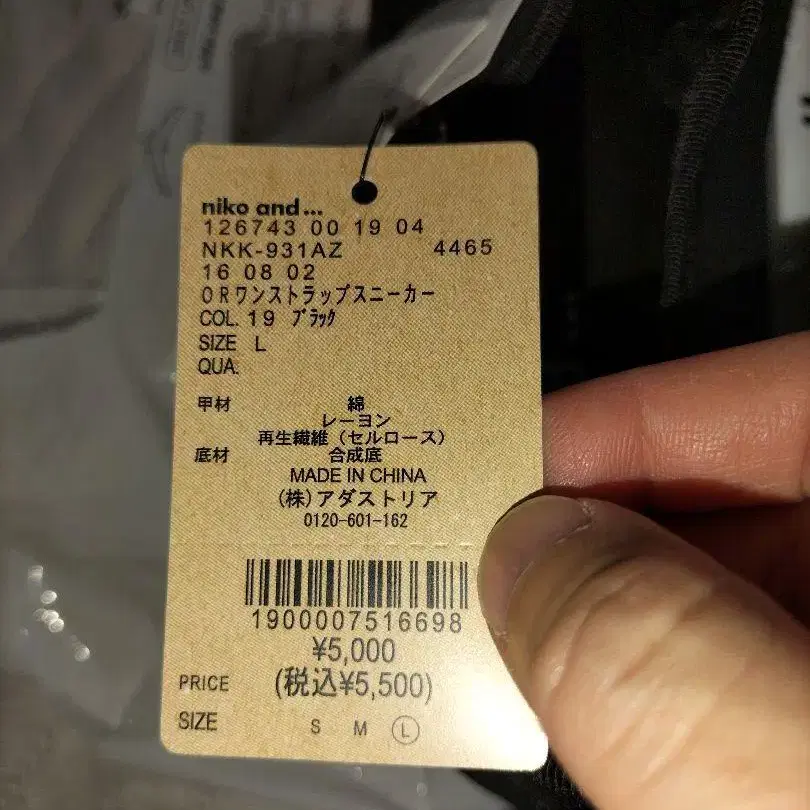 niko and...
126743 00 19 04
NKK-931AZ 4465
16 08 02
ORワンストラップスニーカー
COL. 19 ブラック
SIZE L
QUA.
甲材 綿
レーヨン
再生繊維（セルロース）
底材 合成底
MADE IN CHINA
(株)アダストリア
0120-601-162
1900007516698
¥5,000
PRICE (税込¥5,500)
SIZE S M L